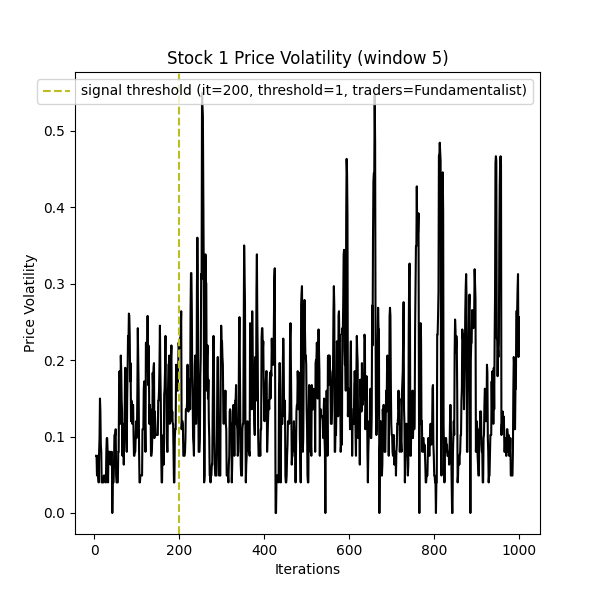 Stock 1 Price Volatility (window 5)
signal threshold (it=200, threshold=1, traders=Fundamentalist)
Price Volatility
0.5
0.4
0.3
0.2
0.1
0.0
0 200 400 600 800 1000
Iterations